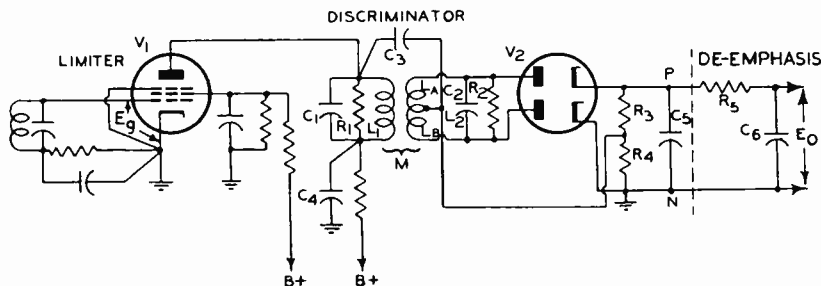 DISCRIMINATOR
LIMITER
V1
C3
V2
DE-EMPHASIS
Eg
C1
R1
L1
LA
C2
R2
L2
LB
M
P
R5
R3
C5
C6
E0
R4
C4
N
B+
B+